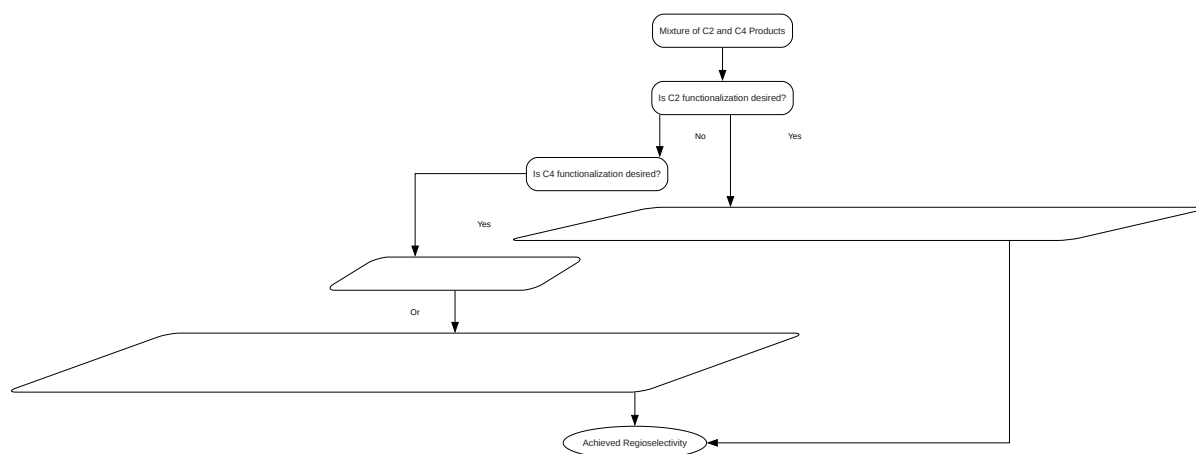 Mixture of C2 and C4 Products
Is C2 functionalization desired?
No
Yes
Is C4 functionalization desired?
Yes
Or
Achieved Regioselectivity